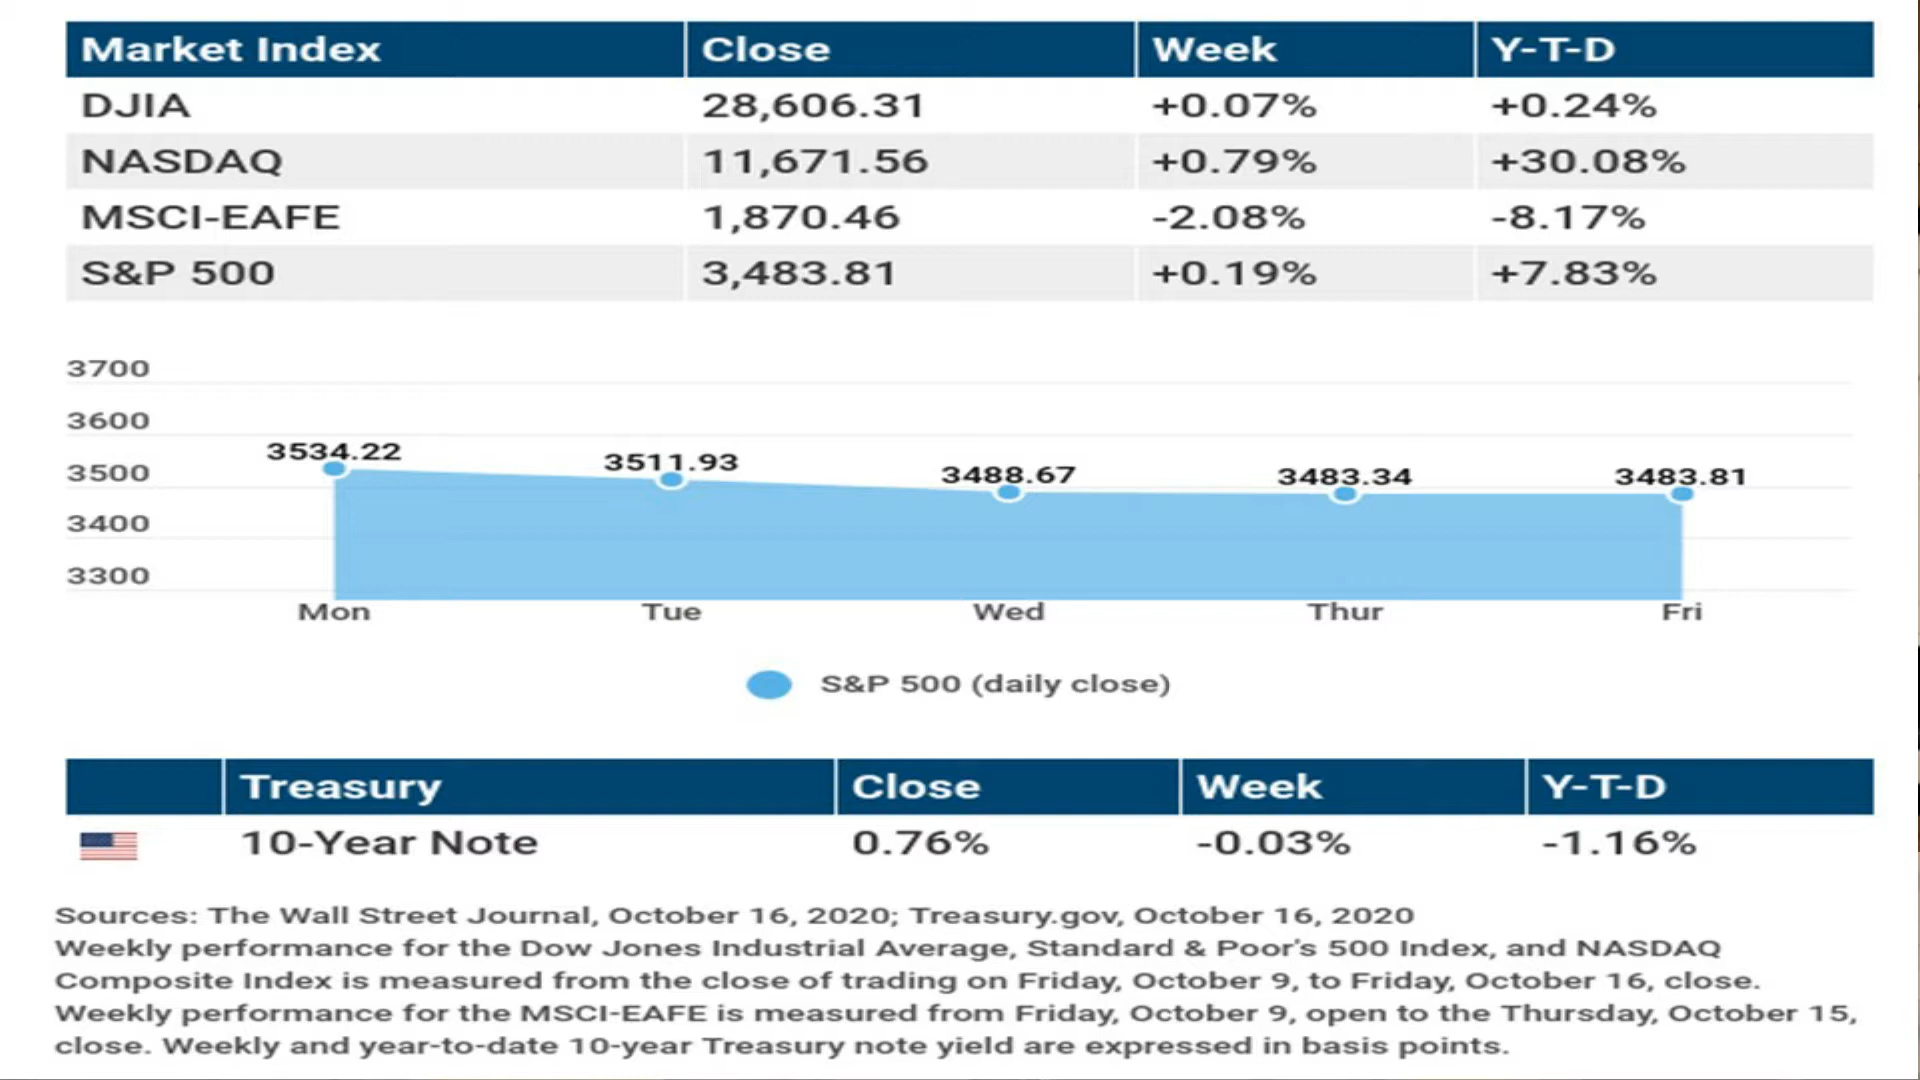 Market Index Close Week Y-T-D
DJIA 28,606.31 +0.07% +0.24%
NASDAQ 11,671.56 +0.79% +30.08%
MSCI-EAFE 1,870.46 -2.08% -8.17%
S&P 500 3,483.81 +0.19% +7.83%
3700
3600
3500
3400
3300
3534.22 3511.93 3488.67 3483.34 3483.81
Mon Tue Wed Thur Fri
S&P 500 (daily close)
Treasury Close Week Y-T-D
10-Year Note 0.76% -0.03% -1.16%
Sources: The Wall Street Journal, October 16, 2020; Treasury.gov, October 16, 2020
Weekly performance for the Dow Jones Industrial Average, Standard & Poor's 500 Index, and NASDAQ
Composite Index is measured from the close of trading on Friday, October 9, to Friday, October 16, close.
Weekly performance for the MSCI-EAFE is measured from Friday, October 9, open to the Thursday, October 15,
close. Weekly and year-to-date 10-year Treasury note yield are expressed in basis points.